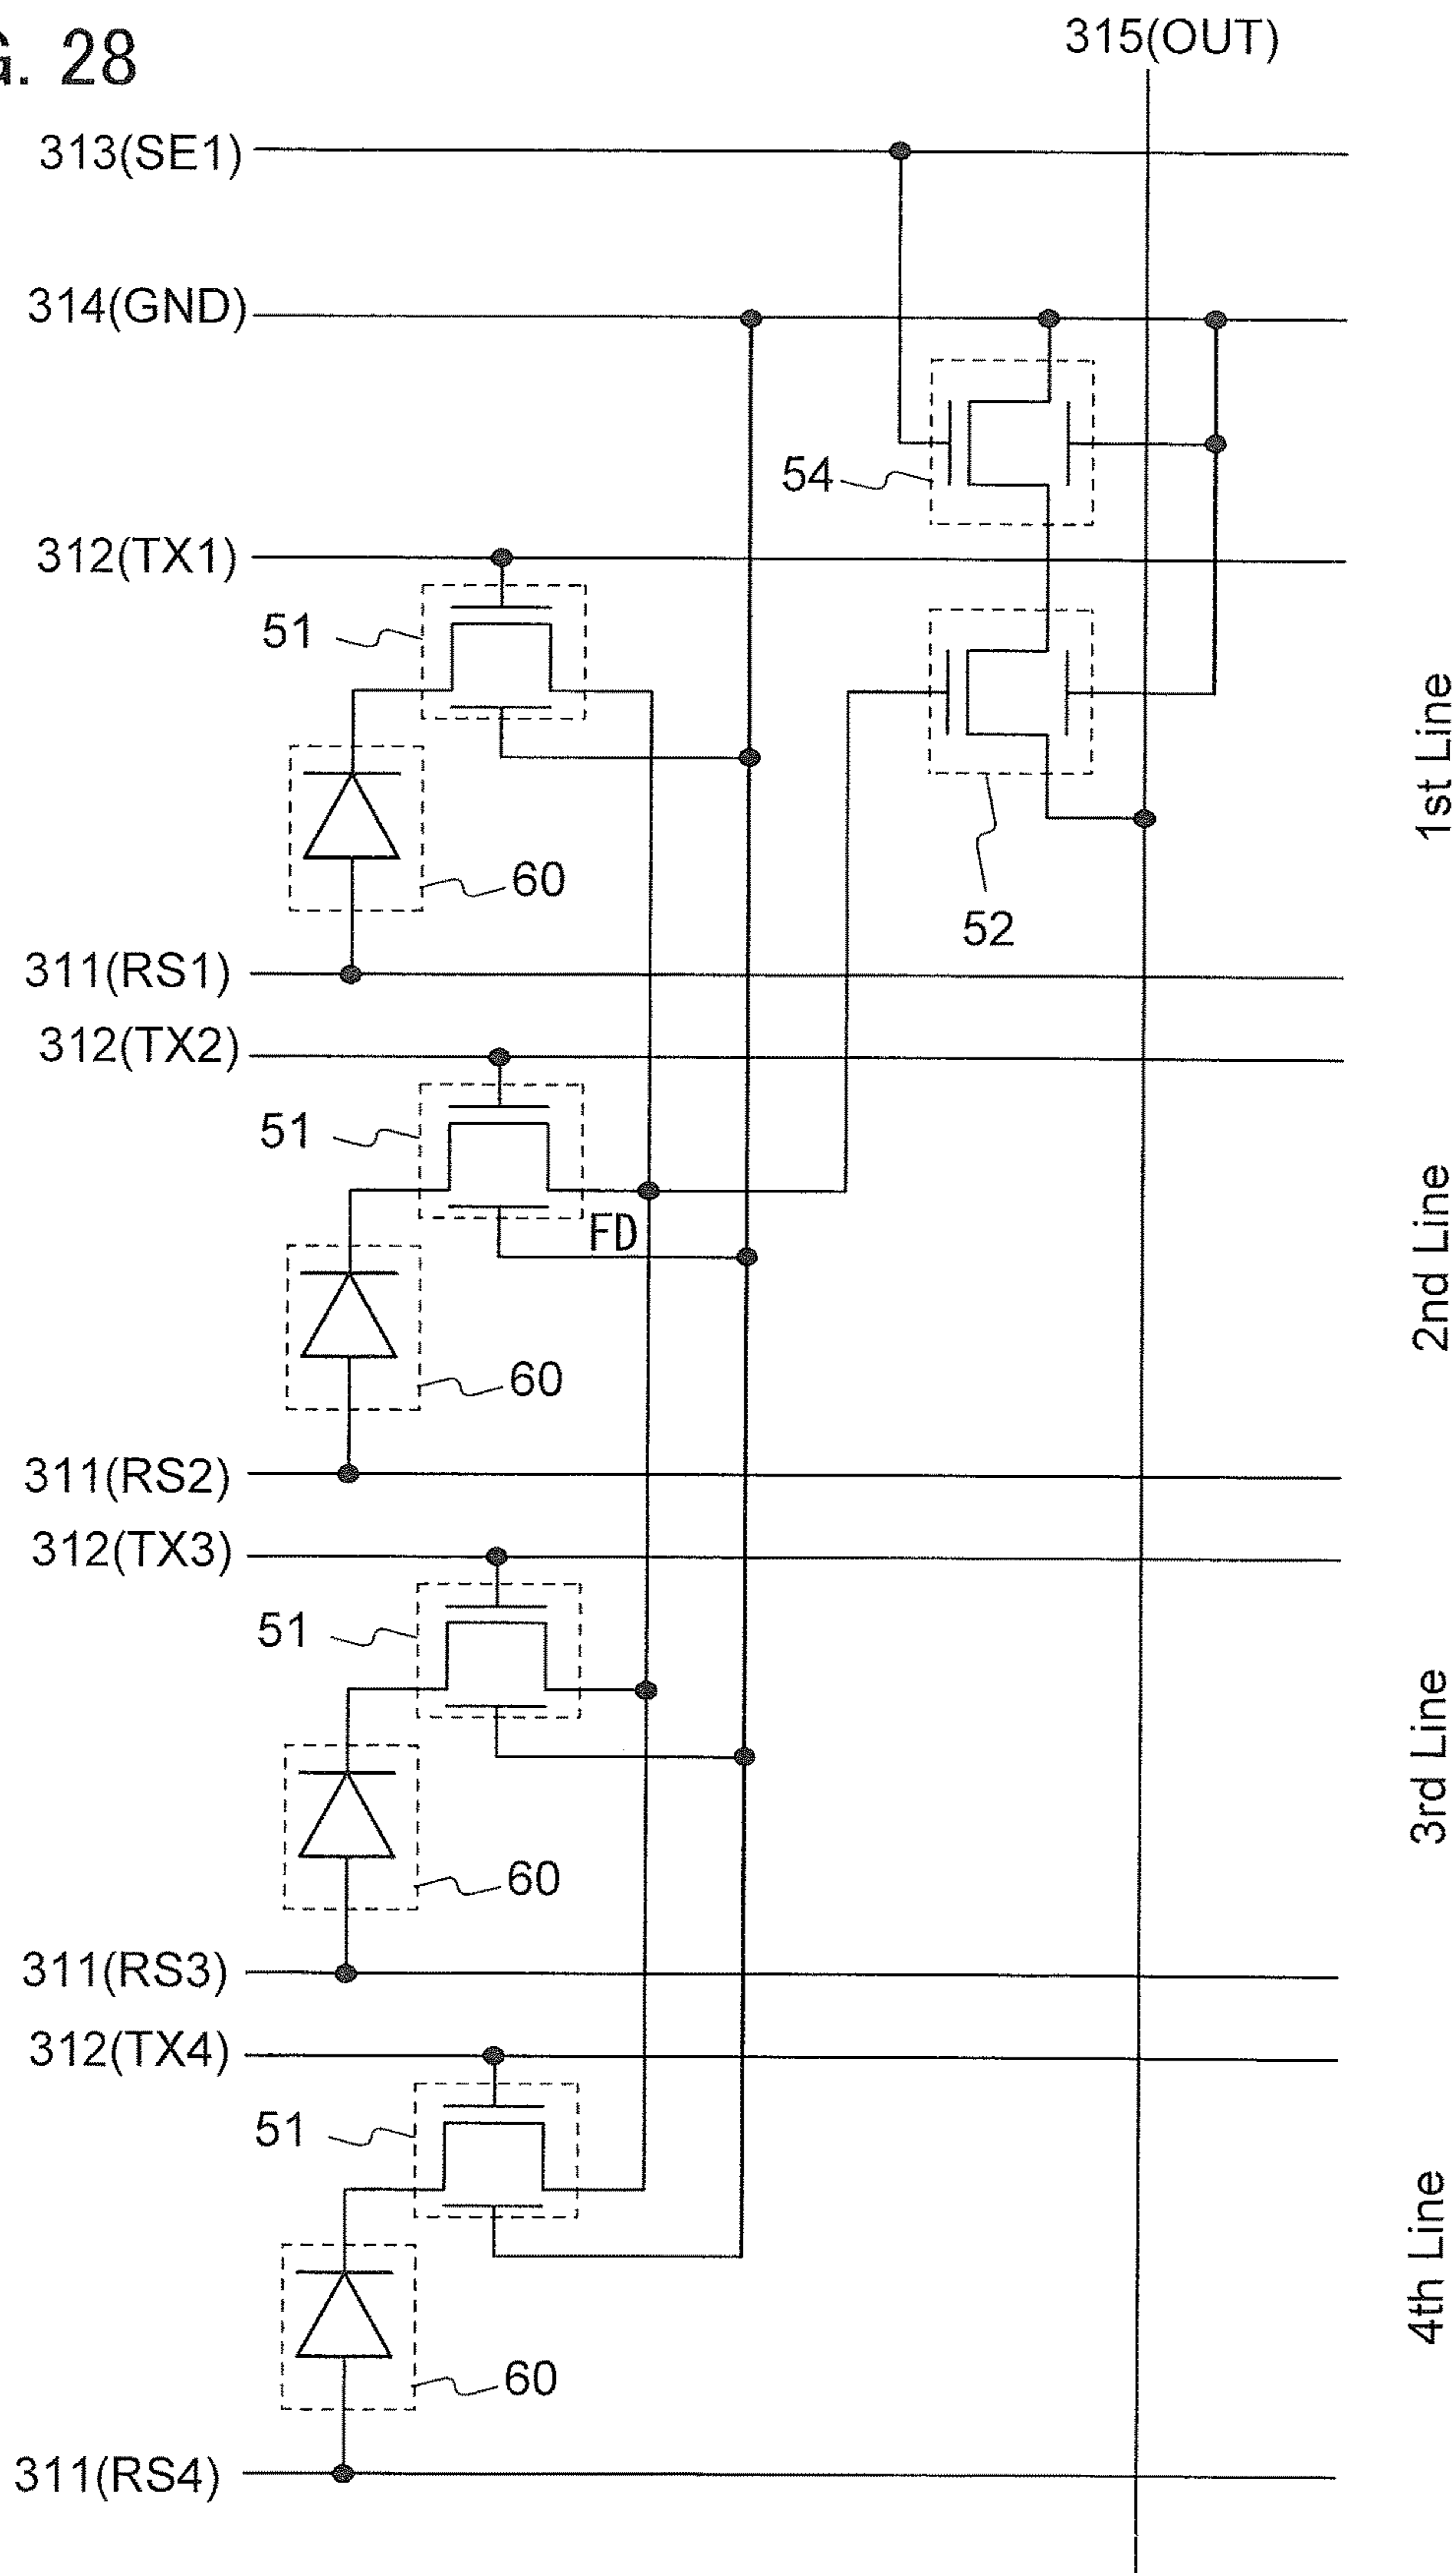 G. 28
315(OUT)
313(SE1)
314(GND)
54
312(TX1)
51
60
52
1st Line
311(RS1)
312(TX2)
51
FD
60
2nd Line
311(RS2)
312(TX3)
51
60
3rd Line
311(RS3)
312(TX4)
51
60
4th Line
311(RS4)